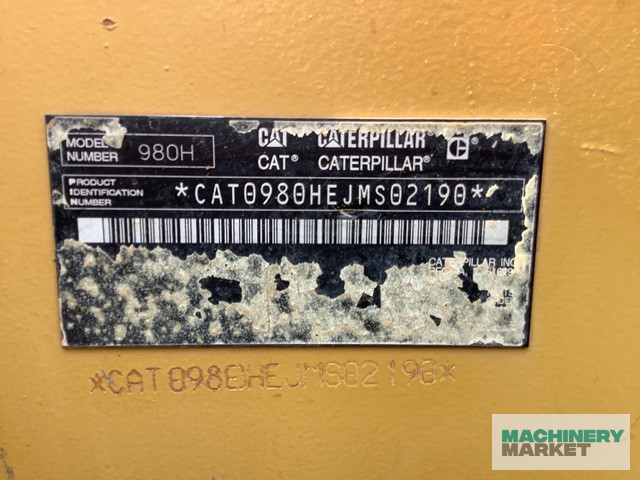 MODEL NUMBER 980H
CAT CATERPILLAR
CAT® CATERPILLAR®
PRODUCT IDENTIFICATION NUMBER *CAT0980HEJMS02190*
CATERPILLAR INC
*CAT0980HEJMS02190*
MACHINERY
MARKET